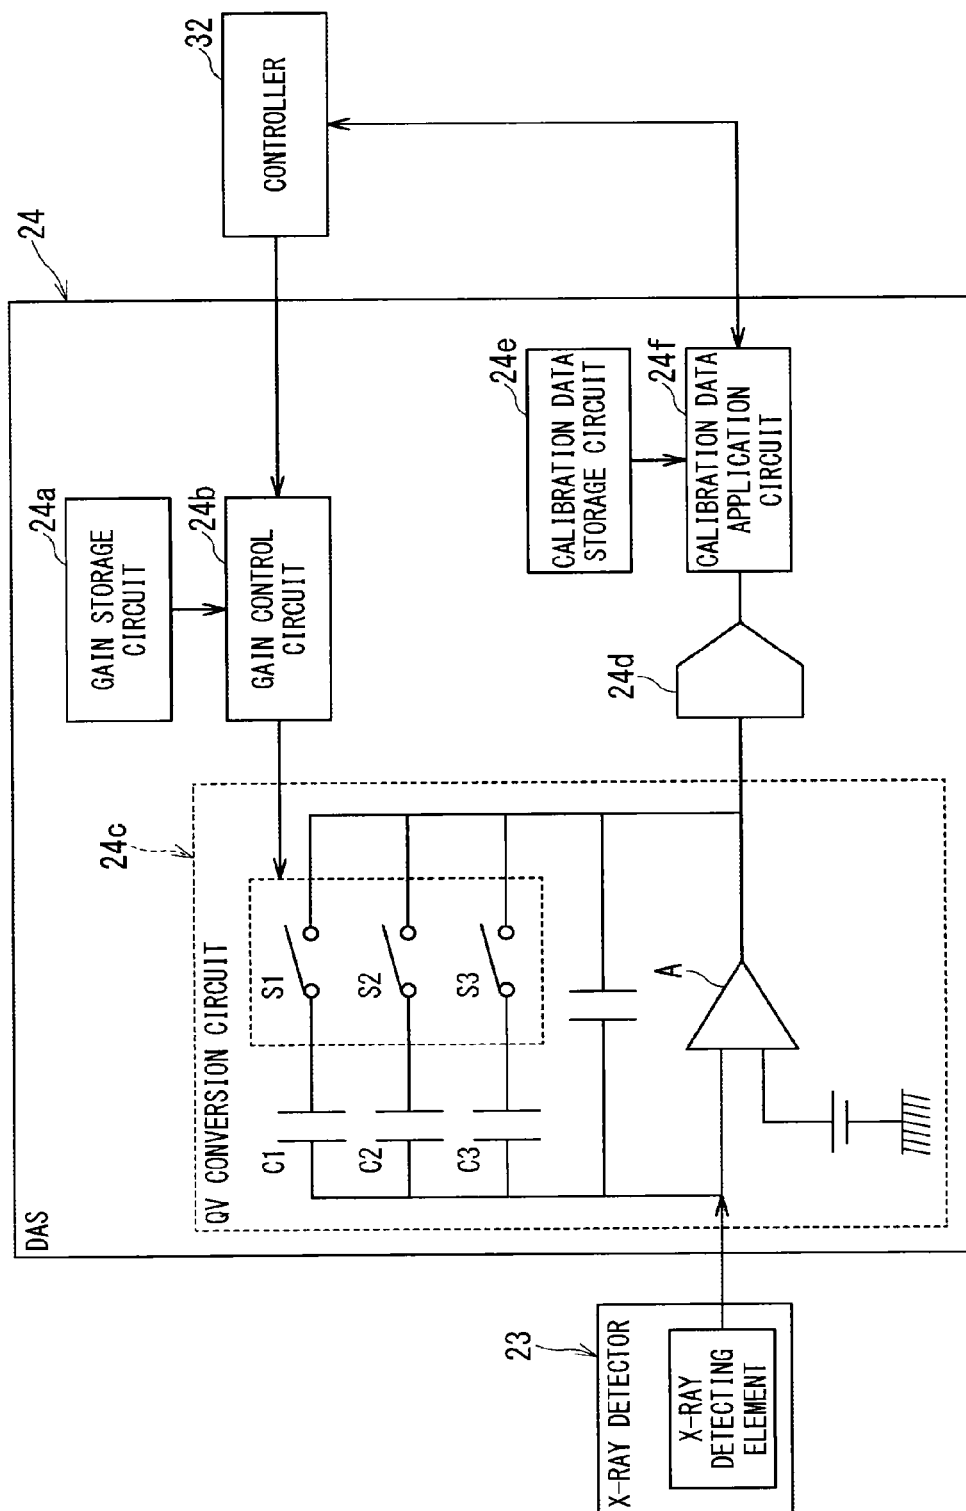 24
32
CONTROLLER
DAS
24a
GAIN STORAGE
CIRCUIT
24b
GAIN CONTROL
CIRCUIT
24c
QV CONVERSION CIRCUIT
S1
S2
S3
C1
C2
C3
A
24d
24e
CALIBRATION DATA
STORAGE CIRCUIT
24f
CALIBRATION DATA
APPLICATION
CIRCUIT
23
X-RAY DETECTOR
X-RAY
DETECTING
ELEMENT